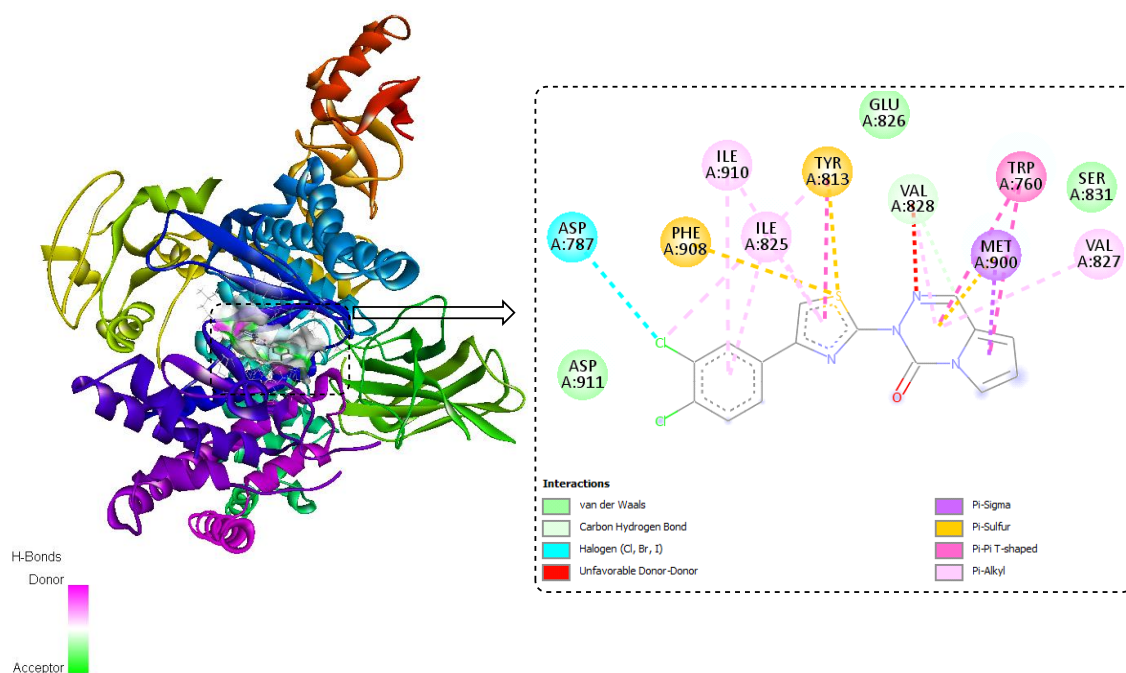 GLU
A:826
ILE
A:910
TYR
A:813
TRP
A:760
SER
A:831
VAL
A:828
ASP
A:787
PHE
A:908
ILE
A:825
MET
A:900
VAL
A:827
S
N
N
N
N
Cl
O
Cl
ASP
A:911
Interactions
van der Waals
Carbon Hydrogen Bond
Halogen (Cl, Br, I)
Unfavorable Donor-Donor
Pi-Sigma
Pi-Sulfur
Pi-Pi T-shaped
Pi-Alkyl
H-Bonds
Donor
Acceptor